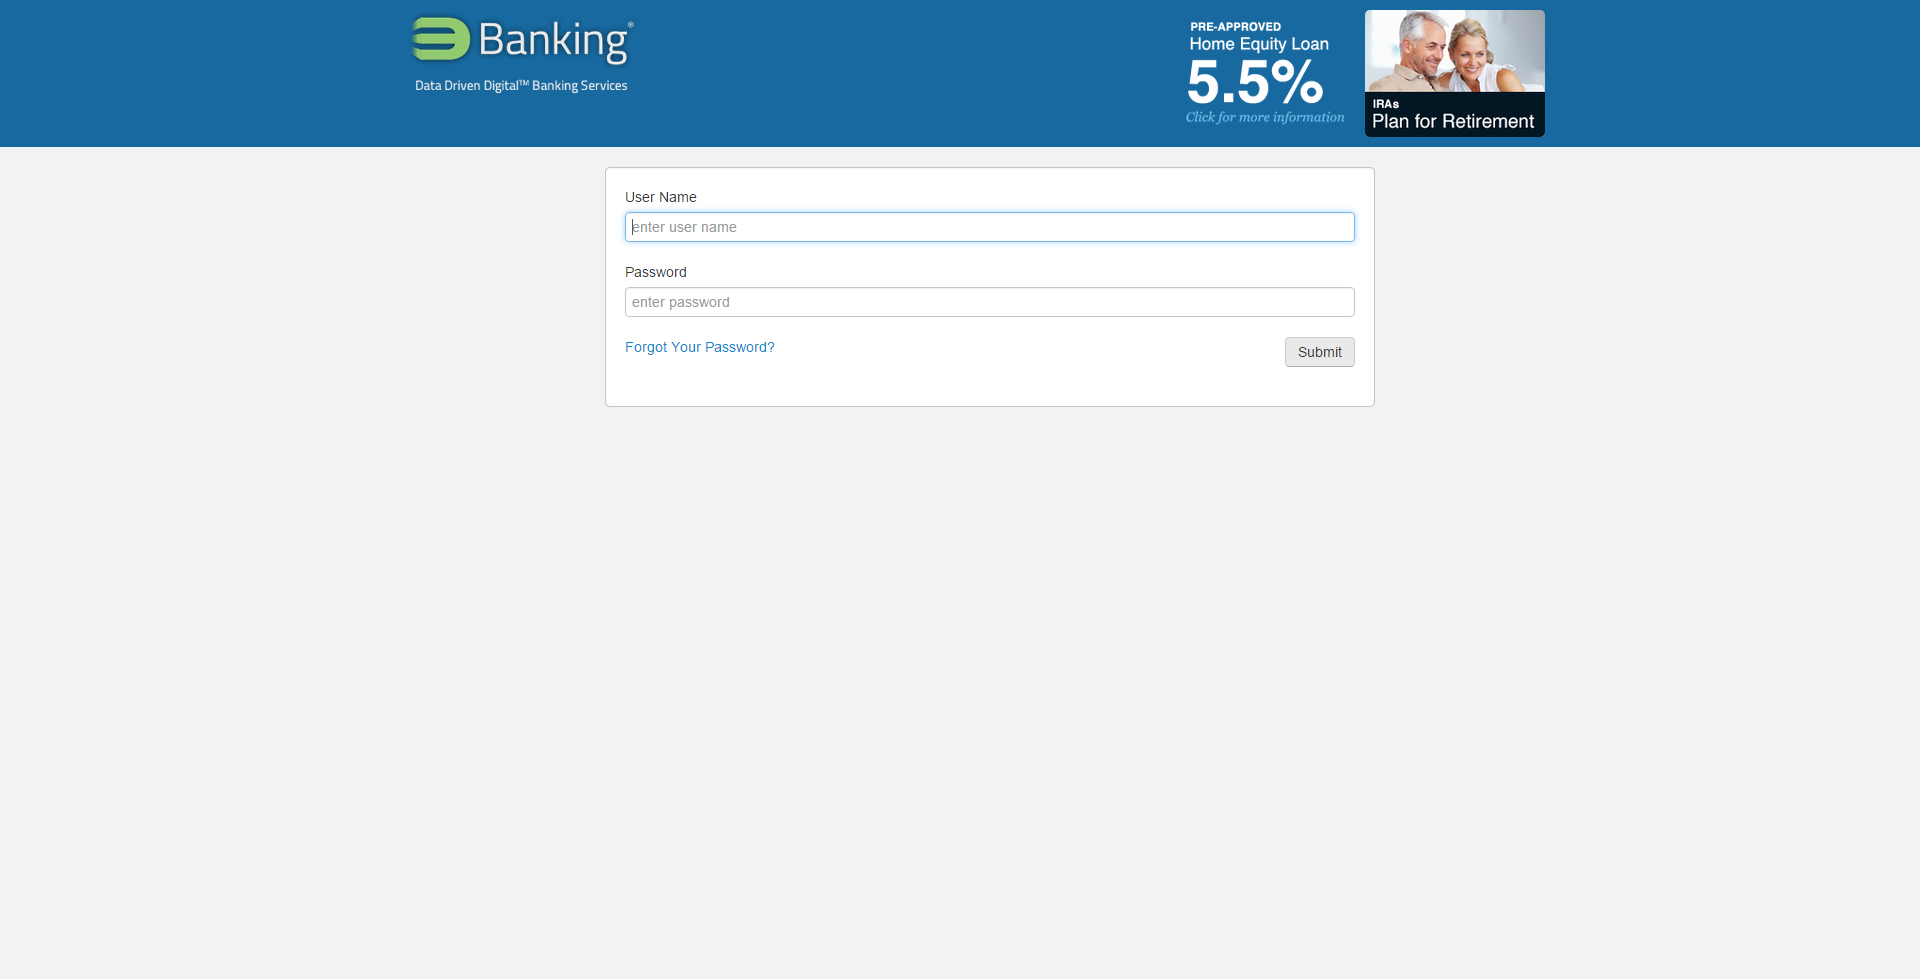 Banking®
Data Driven Digital™ Banking Services
PRE-APPROVED
Home Equity Loan
5.5%
Click for more information
IRAs
Plan for Retirement
User Name
enter user name
Password
enter password
Forgot Your Password?
Submit